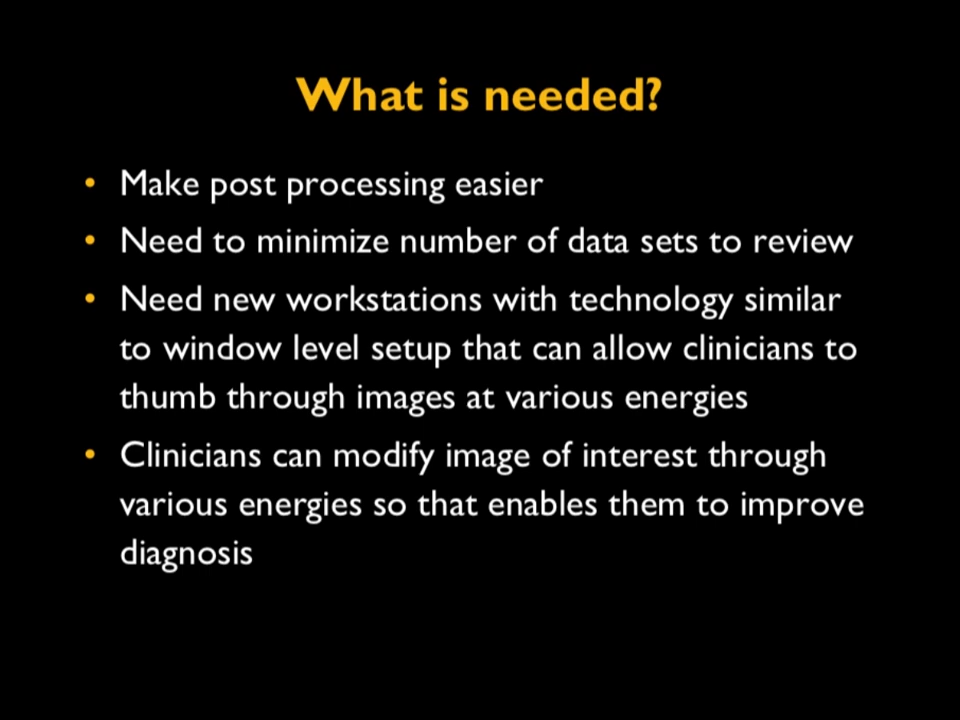 What is needed?
• Make post processing easier
• Need to minimize number of data sets to review
• Need new workstations with technology similar
to window level setup that can allow clinicians to
thumb through images at various energies
• Clinicians can modify image of interest through
various energies so that enables them to improve
diagnosis